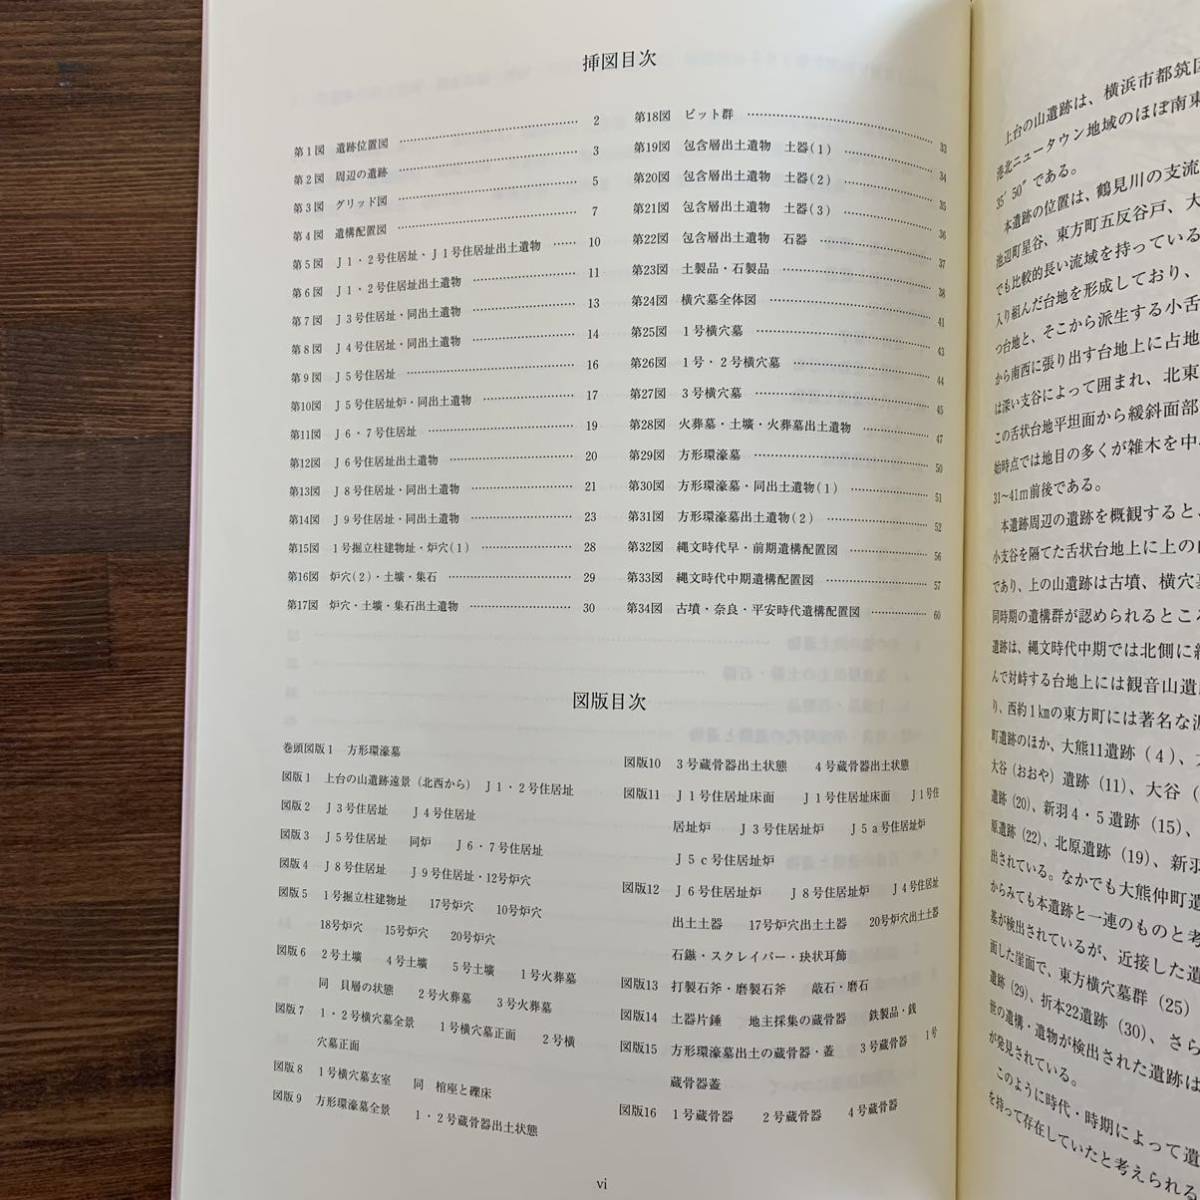 挿図目次
第1図 遺跡位置図 …… 2
第2図 周辺の遺跡 …… 3
第3図 グリッド図 …… 5
第4図 遺構配置図 …… 7
第5図 J1・2号住居址・J1号住居址出土遺物 …… 10
第6図 J1・2号住居址出土遺物 …… 11
第7図 J3号住居址・同出土遺物 …… 13
第8図 J4号住居址・同出土遺物 …… 14
第9図 J5号住居址 …… 16
第10図 J5号住居址炉・同出土遺物 …… 17
第11図 J6・7号住居址 …… 19
第12図 J6号住居址出土遺物 …… 20
第13図 J8号住居址・同出土遺物 …… 21
第14図 J9号住居址・同出土遺物 …… 23
第15図 1号掘立柱建物址・炉穴(1) …… 28
第16図 炉穴(2)・土壙・集石 …… 29
第17図 炉穴・土壙・集石出土遺物 …… 30
第18図 ピット群 …… 33
第19図 包含層出土遺物 土器(1) …… 34
第20図 包含層出土遺物 土器(2) …… 35
第21図 包含層出土遺物 土器(3) …… 36
第22図 包含層出土遺物 石器 …… 37
第23図 土製品・石製品 …… 38
第24図 横穴墓全体図 …… 41
第25図 1号横穴墓 …… 43
第26図 1号・2号横穴墓 …… 44
第27図 3号横穴墓 …… 45
第28図 火葬墓・土壙・火葬墓出土遺物 …… 47
第29図 方形環濠墓 …… 50
第30図 方形環濠墓・同出土遺物(1) …… 51
第31図 方形環濠墓出土遺物(2) …… 52
第32図 縄文時代早・前期遺構配置図 …… 56
第33図 縄文時代中期遺構配置図 …… 57
第34図 古墳・奈良・平安時代遺構配置図 …… 60
図版目次
巻頭図版1 方形環濠墓
図版1 上台の山遺跡遠景（北西から） J1・2号住居址
図版2 J3号住居址 J4号住居址
図版3 J5号住居址 同炉 J6・7号住居址
図版4 J8号住居址 J9号住居址・12号炉穴
図版5 1号掘立柱建物址 17号炉穴 10号炉穴
18号炉穴 15号炉穴 20号炉穴
図版6 2号土壙 4号土壙 5号土壙 1号火葬墓
同 貝層の状態 2号火葬墓 3号火葬墓
図版7 1・2号横穴墓全景 1号横穴墓正面 2号横
穴墓正面
図版8 1号横穴墓玄室 同 棺座と礫床
図版9 方形環濠墓全景 1・2号蔵骨器出土状態
図版10 3号蔵骨器出土状態 4号蔵骨器出土状態
図版11 J1号住居址床面 J1号住居址床面 J1号住
居址炉 J3号住居址炉 J5a号住居址炉
J5c号住居址炉
図版12 J6号住居址炉 J8号住居址炉 J4号住居址
出土土器 17号炉穴出土土器 20号炉穴出土土器
石鏃・スクレイパー・玦状耳飾
図版13 打製石斧・磨製石斧 敲石・磨石
図版14 土器片錘 地主採集の蔵骨器 鉄製品・銭
図版15 方形環濠墓出土の蔵骨器・蓋 3号蔵骨器 1号
蔵骨器蓋
図版16 1号蔵骨器 2号蔵骨器 4号蔵骨器
vi
上台の山遺跡は、横浜市都筑区
港北ニュータウン地域のほぼ南東
35′50″である。
本遺跡の位置は、鶴見川の支流
池辺町星谷、東方町五反谷戸、大
でも比較的長い流域を持っている
入り組んだ台地を形成しており、
つ台地と、そこから派生する小舌
から南西に張り出す台地上に占地
は深い支谷によって囲まれ、北東
この舌状台地平坦面から緩斜面部
始時点では地目の多くが雑木を中
31~41m前後である。
本遺跡周辺の遺跡を概観すると、
小支谷を隔てた舌状台地上に上の
であり、上の山遺跡は古墳、横穴墓
同時期の遺構群が認められるところ
遺跡は、縄文時代中期では北側に
んで対峙する台地上には観音山遺
り、西約1kmの東方町には著名な
町遺跡のほか、大熊11遺跡（4）、
大谷（おおや）遺跡（11）、大谷（
遺跡（20）、新羽4・5遺跡（15）、
原遺跡（22）、北原遺跡（19）、新羽
出されている。なかでも大熊仲町遺
からみても本遺跡と一連のものと考
基が検出されているが、近接した遺
面した崖面で、東方横穴墓群（25）
遺跡（29）、折本22遺跡（30）、さら
世の遺構・遺物が検出された遺跡は
が発見されている。
このように時代・時期によって遺
を持って存在していたと考えられる